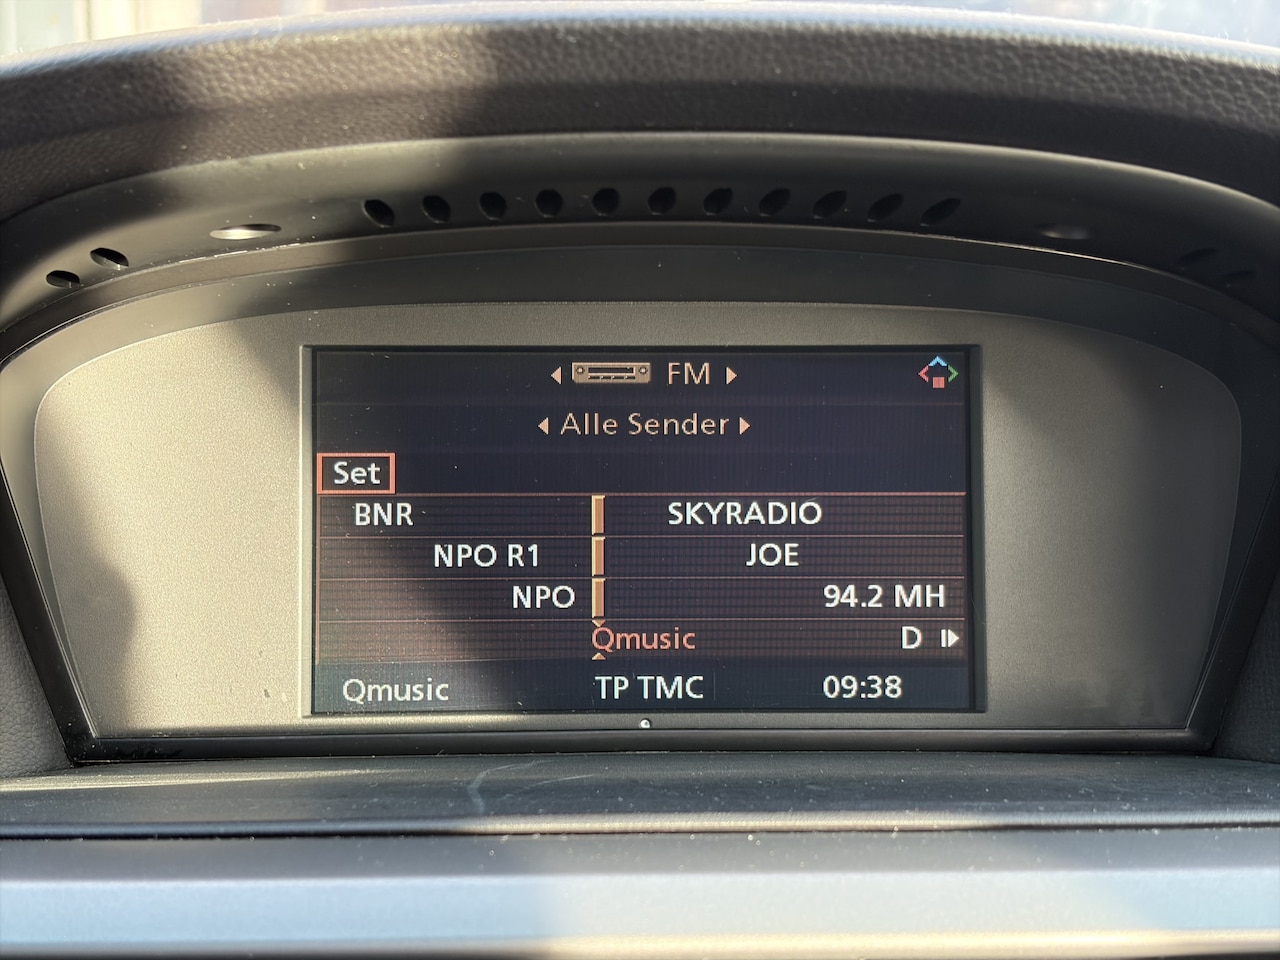 FM
Alle Sender
Set
BNR SKYRADIO
NPO R1 JOE
NPO 94.2 MH
Qmusic D
Qmusic TP TMC 09:38